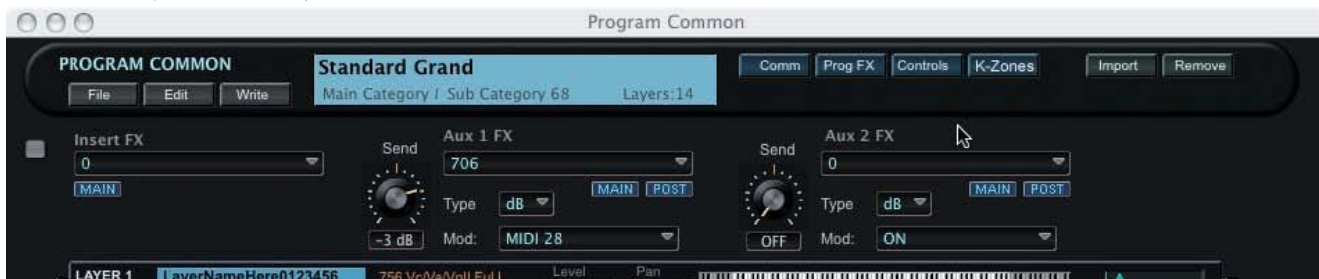 Program Common
PROGRAM COMMON
File Edit Write
Standard Grand
Main Category / Sub Category 68 Layers:14
Comm Prog FX Controls K-Zones Import Remove
Insert FX
0
MAIN
Send
-3 dB
Aux 1 FX
706
MAIN POST
Type dB
Mod: MIDI 28
Send
OFF
Aux 2 FX
0
MAIN POST
Type dB
Mod: ON
LAYER 1 LayerNameHere0123456 756 Level Pan